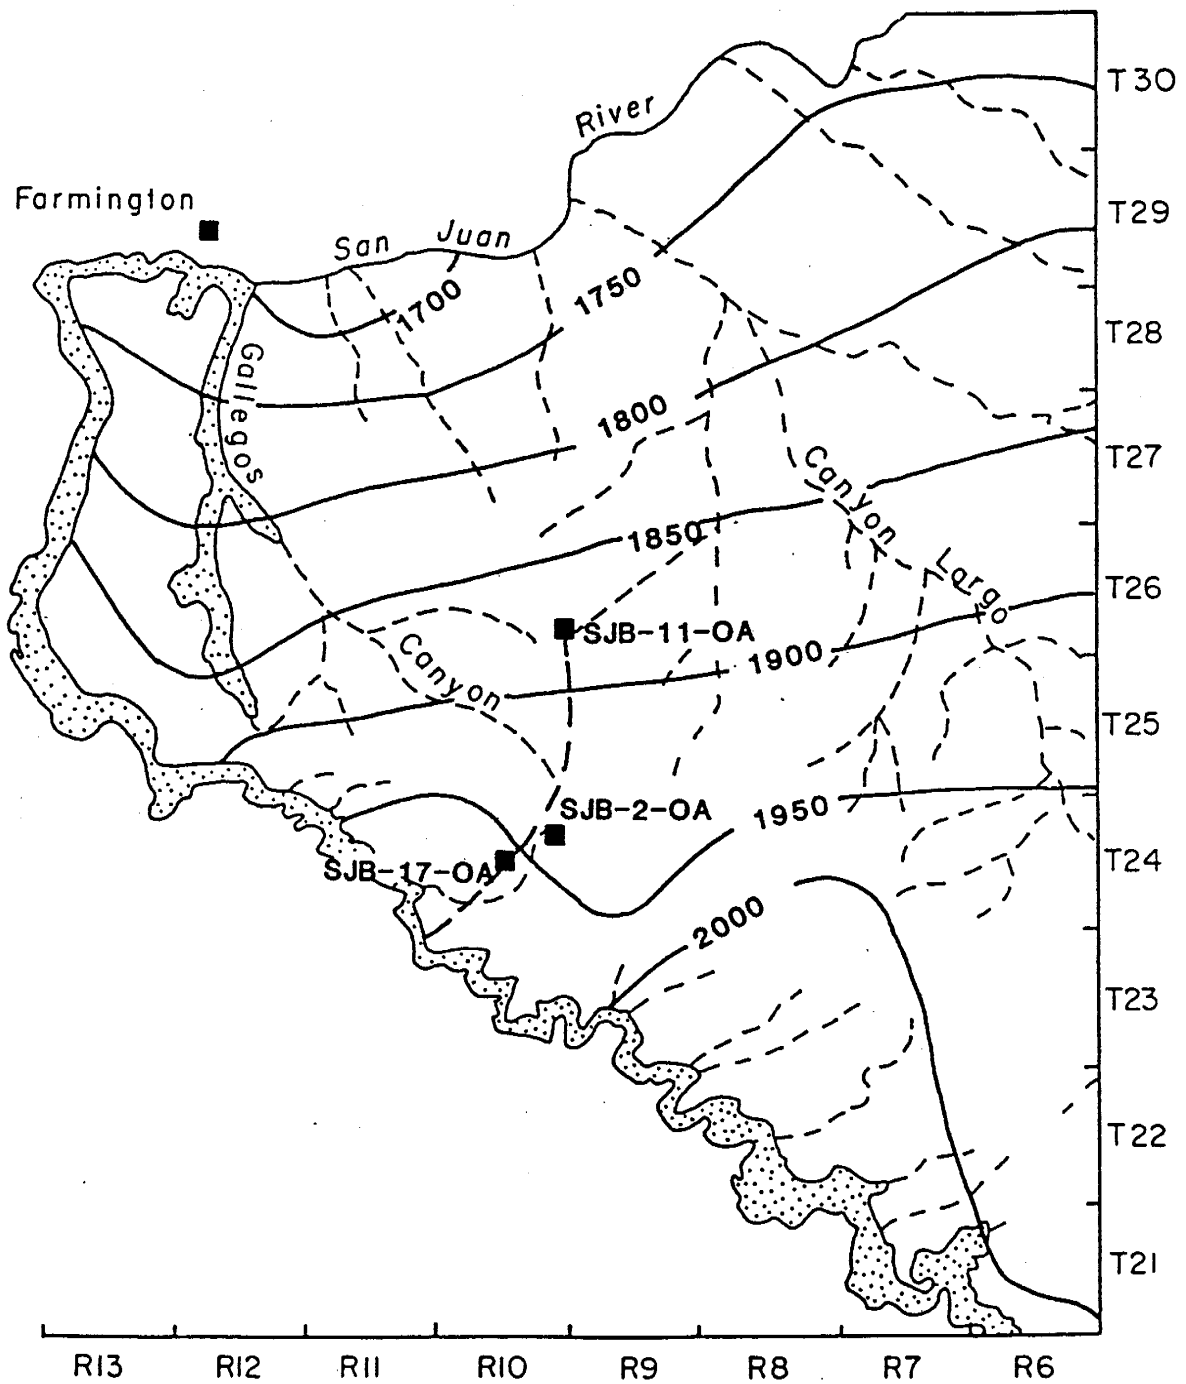 T30
River
Farmington
T29
San Juan
1700
1750
T28
Gallegos
1800
T27
Canyon
1850
Largo
T26
SJB-11-OA
Canyon
1900
T25
SJB-2-OA
1950
SJB-17-OA
T24
2000
T23
T22
T21
R13 R12 R11 R10 R9 R8 R7 R6